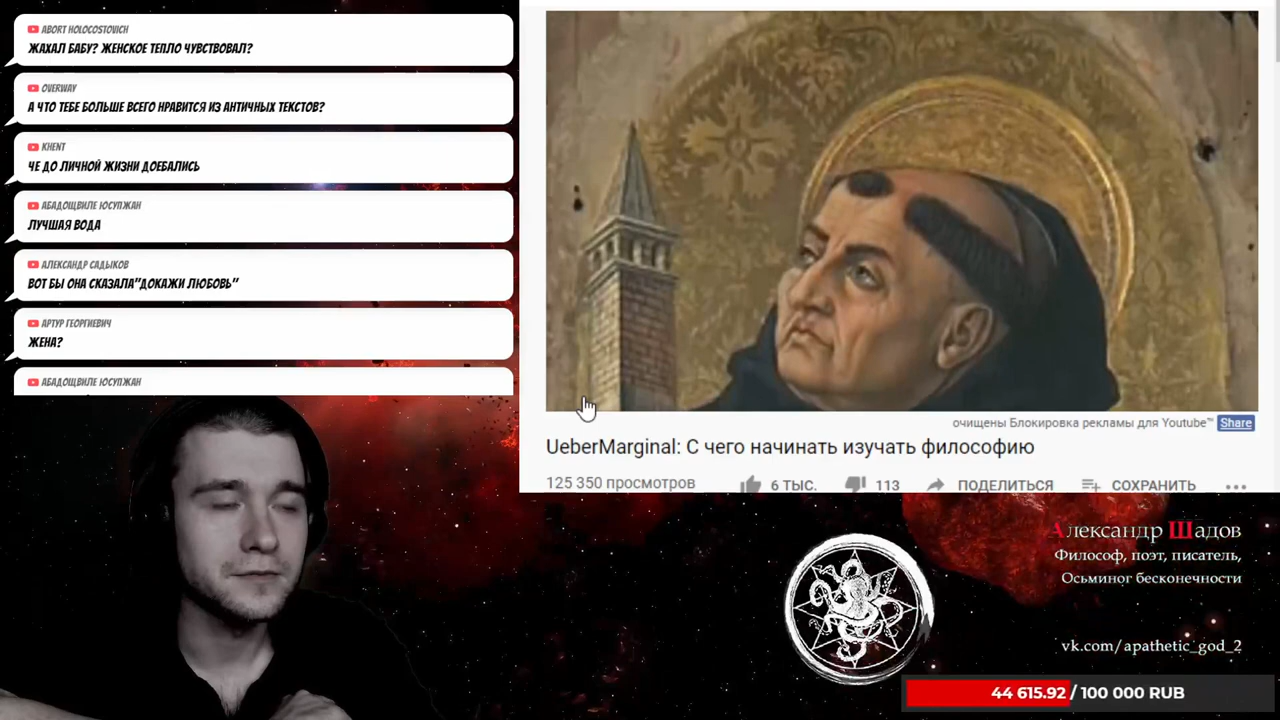 ABORT HOLOCOSTOVICH
ЖАХАЛ БАБУ? ЖЕНСКОЕ ТЕПЛО ЧУВСТВОВАЛ?
OVERWAY
А ЧТО ТЕБЕ БОЛЬШЕ ВСЕГО НРАВИТСЯ ИЗ АНТИЧНЫХ ТЕКСТОВ?
KHENT
ЧЕ ДО ЛИЧНОЙ ЖИЗНИ ДОЕБАЛИСЬ
АБАДОЩВИЛЕ ЮСУПЖАН
ЛУЧШАЯ ВОДА
АЛЕКСАНДР САДЫКОВ
ВОТ БЫ ОНА СКАЗАЛА"ДОКАЖИ ЛЮБОВЬ"
АРТУР ГЕОРГИЕВИЧ
ЖЕНА?
АБАДОЩВИЛЕ ЮСУПЖАН
очищены Блокировка рекламы для Youtube™ Share
UeberMarginal: С чего начинать изучать философию
125 350 просмотров 6 ТЫС. 113 ПОДЕЛИТЬСЯ СОХРАНИТЬ
Александр Шадов
Философ, поэт, писатель,
Осьминог бесконечности
vk.com/apathetic_god_2
44 615.92 / 100 000 RUB